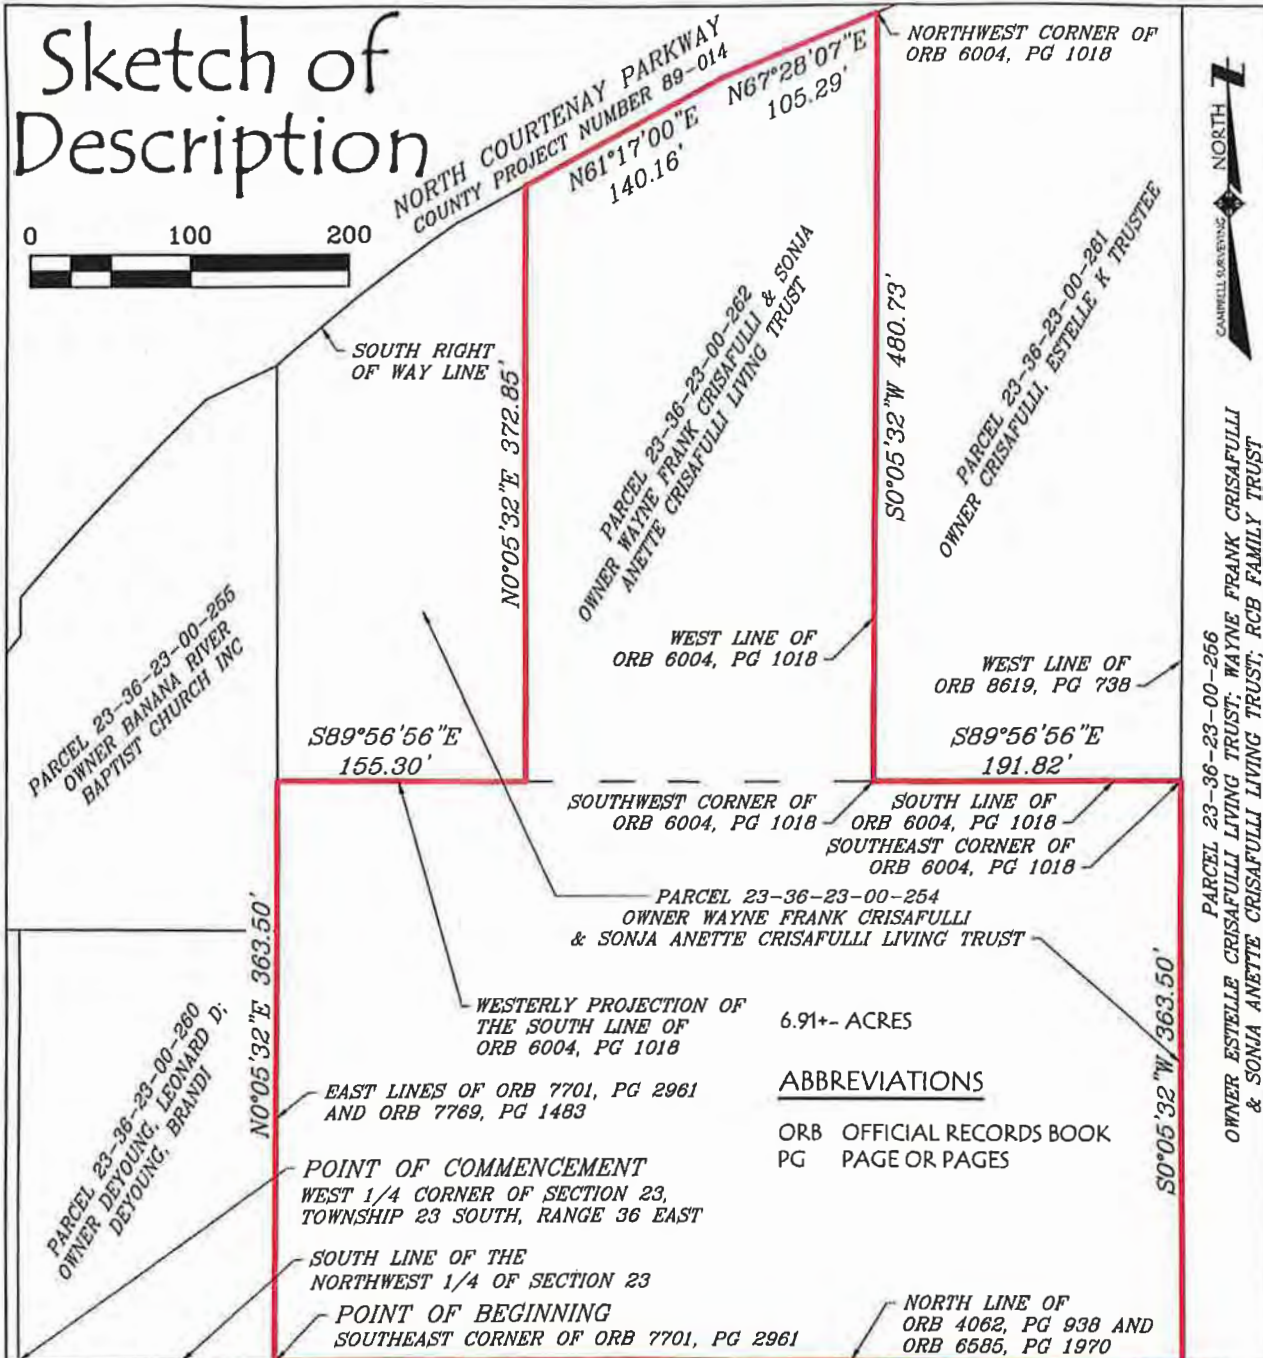 Sketch of
Description
0 100 200
NORTH COURTENAY PARKWAY
COUNTY PROJECT NUMBER 89-014
N61°17'00"E
140.16'
N67°28'07"E
105.29'
NORTHWEST CORNER OF
ORB 6004, PG 1018
NORTH
CAMPBELL SURVEYING
SOUTH RIGHT
OF WAY LINE
N0°05'32"E 372.85'
PARCEL 23-36-23-00-262
OWNER WAYNE FRANK CRISAFULLI & SONJA
ANETTE CRISAFULLI LIVING TRUST
S0°05'32"W 480.73'
PARCEL 23-36-23-00-261
OWNER CRISAFULLI, ESTELLE K TRUSTEE
WEST LINE OF
ORB 6004, PG 1018
WEST LINE OF
ORB 8619, PG 738
PARCEL 23-36-23-00-255
OWNER BANANA RIVER
BAPTIST CHURCH INC
S89°56'56"E
155.30'
S89°56'56"E
191.82'
SOUTHWEST CORNER OF
ORB 6004, PG 1018
SOUTH LINE OF
ORB 6004, PG 1018
SOUTHEAST CORNER OF
ORB 6004, PG 1018
PARCEL 23-36-23-00-254
OWNER WAYNE FRANK CRISAFULLI
& SONJA ANETTE CRISAFULLI LIVING TRUST
PARCEL 23-36-23-00-256
OWNER ESTELLE CRISAFULLI LIVING TRUST; WAYNE FRANK CRISAFULLI
& SONJA ANETTE CRISAFULLI LIVING TRUST; RCB FAMILY TRUST
N0°05'32"E 363.50'
S0°05'32"W 363.50'
WESTERLY PROJECTION OF
THE SOUTH LINE OF
ORB 6004, PG 1018
6.91+- ACRES
ABBREVIATIONS
ORB OFFICIAL RECORDS BOOK
PG PAGE OR PAGES
EAST LINES OF ORB 7701, PG 2961
AND ORB 7769, PG 1483
PARCEL 23-36-23-00-260
OWNER DEYOUNG, LEONARD D;
DEYOUNG, BRANDI
POINT OF COMMENCEMENT
WEST 1/4 CORNER OF SECTION 23,
TOWNSHIP 23 SOUTH, RANGE 36 EAST
SOUTH LINE OF THE
NORTHWEST 1/4 OF SECTION 23
POINT OF BEGINNING
SOUTHEAST CORNER OF ORB 7701, PG 2961
NORTH LINE OF
ORB 4062, PG 938 AND
ORB 6585, PG 1970